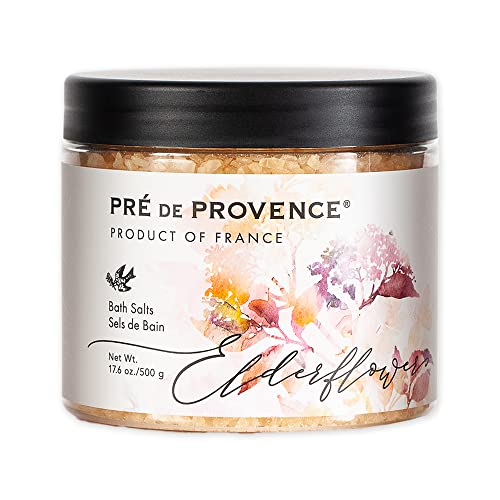 PRÉ DE PROVENCE®
PRODUCT OF FRANCE
Bath Salts
Sels de Bain
Net Wt.
17.6 oz./500 g
Elderflower